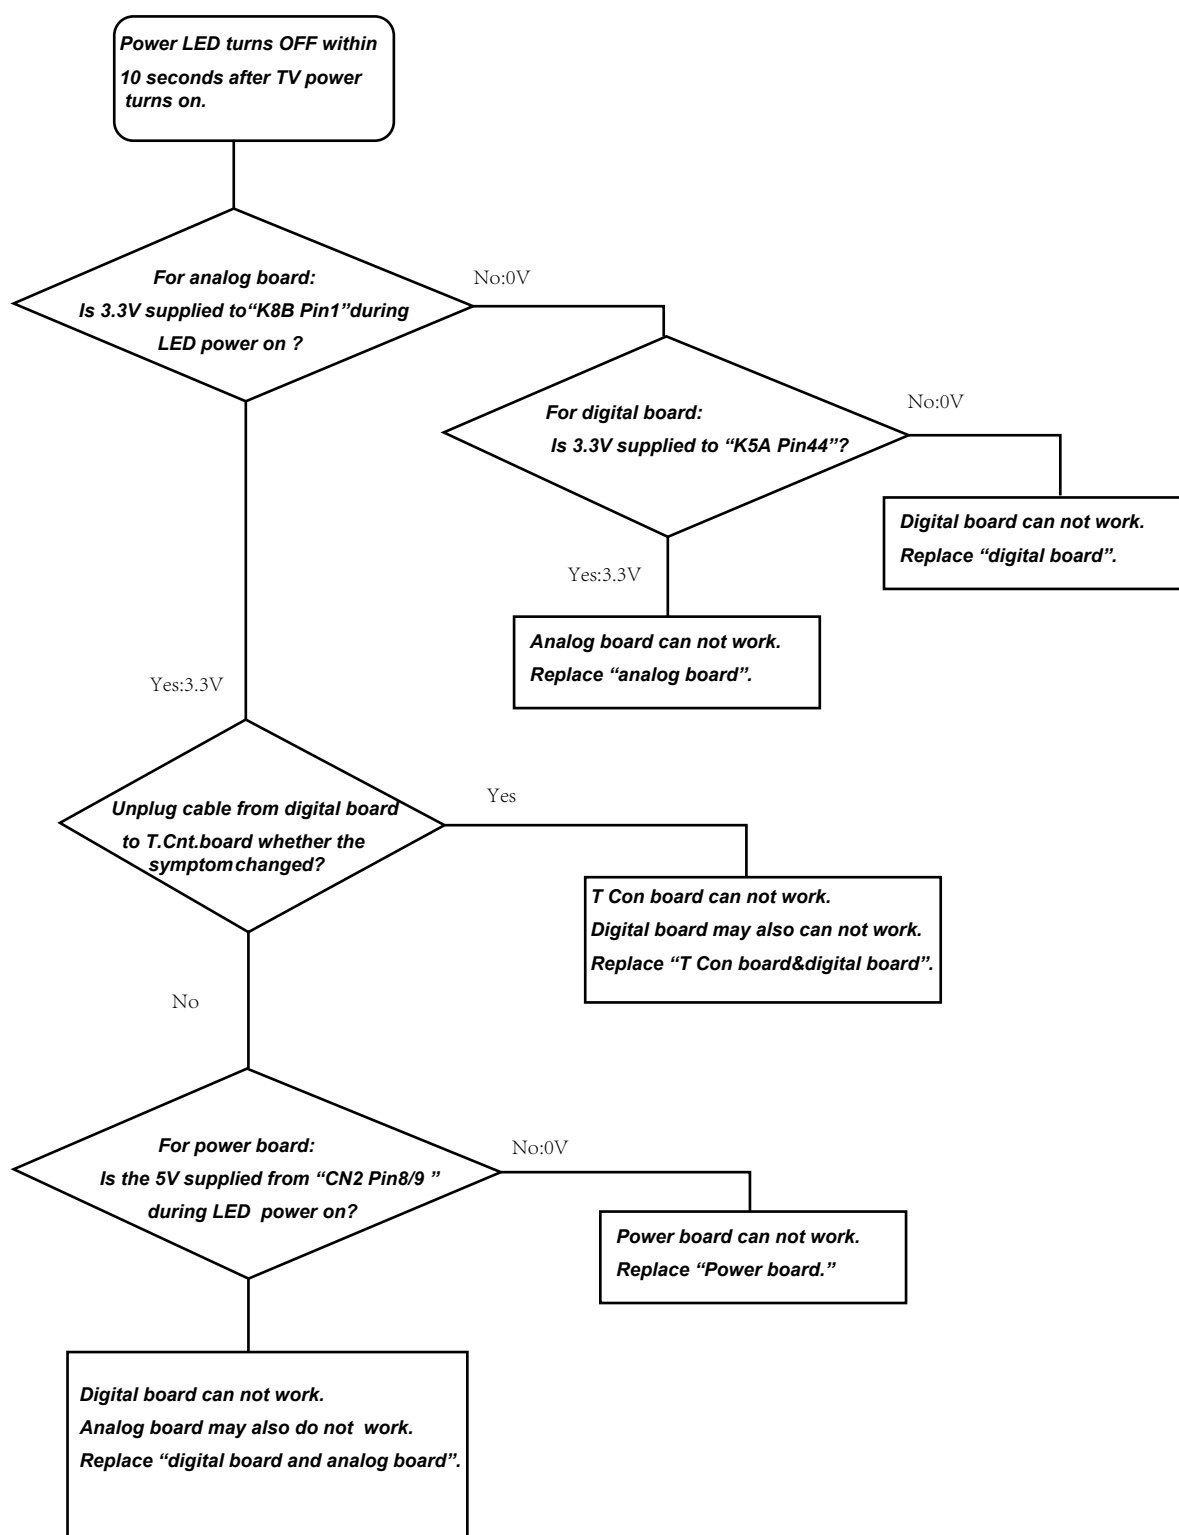 Power LED turns OFF within
10 seconds after TV power
turns on.
For analog board:
Is 3.3V supplied to“K8B Pin1”during
LED power on ?
No:0V
For digital board:
Is 3.3V supplied to “K5A Pin44”?
No:0V
Digital board can not work.
Replace “digital board”.
Yes:3.3V
Analog board can not work.
Replace “analog board”.
Yes:3.3V
Unplug cable from digital board
to T.Cnt.board whether the
symptom changed?
Yes
T Con board can not work.
Digital board may also can not work.
Replace “T Con board&digital board”.
No
For power board:
Is the 5V supplied from “CN2 Pin8/9 ”
during LED power on?
No:0V
Power board can not work.
Replace “Power board.”
Digital board can not work.
Analog board may also do not work.
Replace “digital board and analog board”.